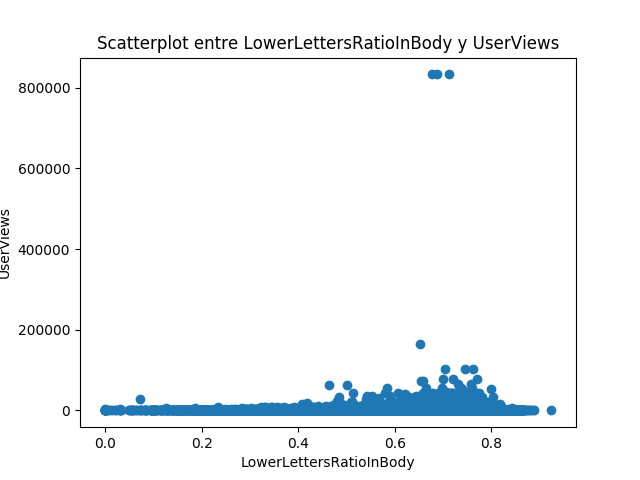 Scatterplot entre LowerLettersRatioInBody y UserViews
800000
600000
400000
200000
0
UserViews
0.0 0.2 0.4 0.6 0.8
LowerLettersRatioInBody